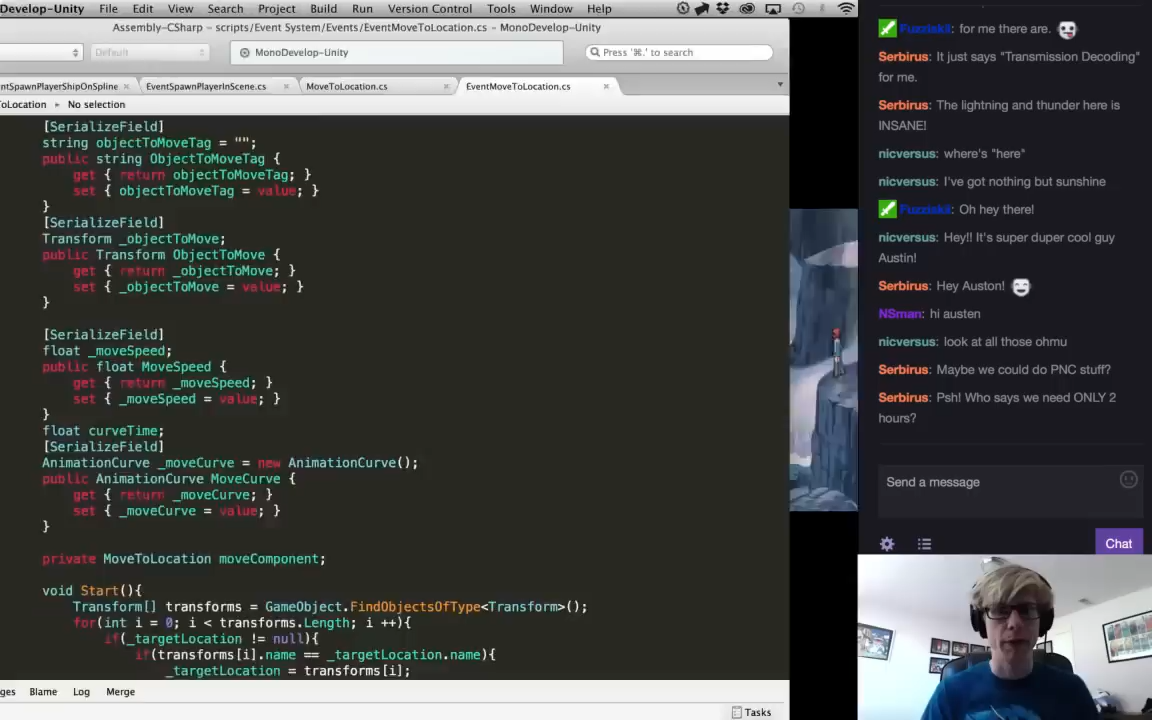 Develop-Unity File Edit View Search Project Build Run Version Control Tools Window Help
Assembly-CSharp – scripts/Event System/Events/EventMoveToLocation.cs – MonoDevelop-Unity
Default
MonoDevelop-Unity
Press '⌘.' to search
ntSpawnPlayerShipOnSpline × EventSpawnPlayerInScene.cs × MoveToLocation.cs × EventMoveToLocation.cs ×
oLocation ▸ No selection
[SerializeField]
string objectToMoveTag = "";
public string ObjectToMoveTag {
get { return objectToMoveTag; }
set { objectToMoveTag = value; }
}
[SerializeField]
Transform _objectToMove;
public Transform ObjectToMove {
get { return _objectToMove; }
set { _objectToMove = value; }
}
[SerializeField]
float _moveSpeed;
public float MoveSpeed {
get { return _moveSpeed; }
set { _moveSpeed = value; }
}
float curveTime;
[SerializeField]
AnimationCurve _moveCurve = new AnimationCurve();
public AnimationCurve MoveCurve {
get { return _moveCurve; }
set { _moveCurve = value; }
}
private MoveToLocation moveComponent;
void Start(){
Transform[] transforms = GameObject.FindObjectsOfType<Transform>();
for(int i = 0; i < transforms.Length; i ++){
if(_targetLocation != null){
if(transforms[i].name == _targetLocation.name){
_targetLocation = transforms[i];
ges Blame Log Merge
Tasks
Fuzziakii: for me there are.
Serbirus: It just says "Transmission Decoding"
for me.
Serbirus: The lightning and thunder here is
INSANE!
nicversus: where's "here"
nicversus: I've got nothing but sunshine
Fuzziakii: Oh hey there!
nicversus: Hey!! It's super duper cool guy
Austin!
Serbirus: Hey Auston!
NSman: hi austen
nicversus: look at all those ohmu
Serbirus: Maybe we could do PNC stuff?
Serbirus: Psh! Who says we need ONLY 2
hours?
Send a message
Chat